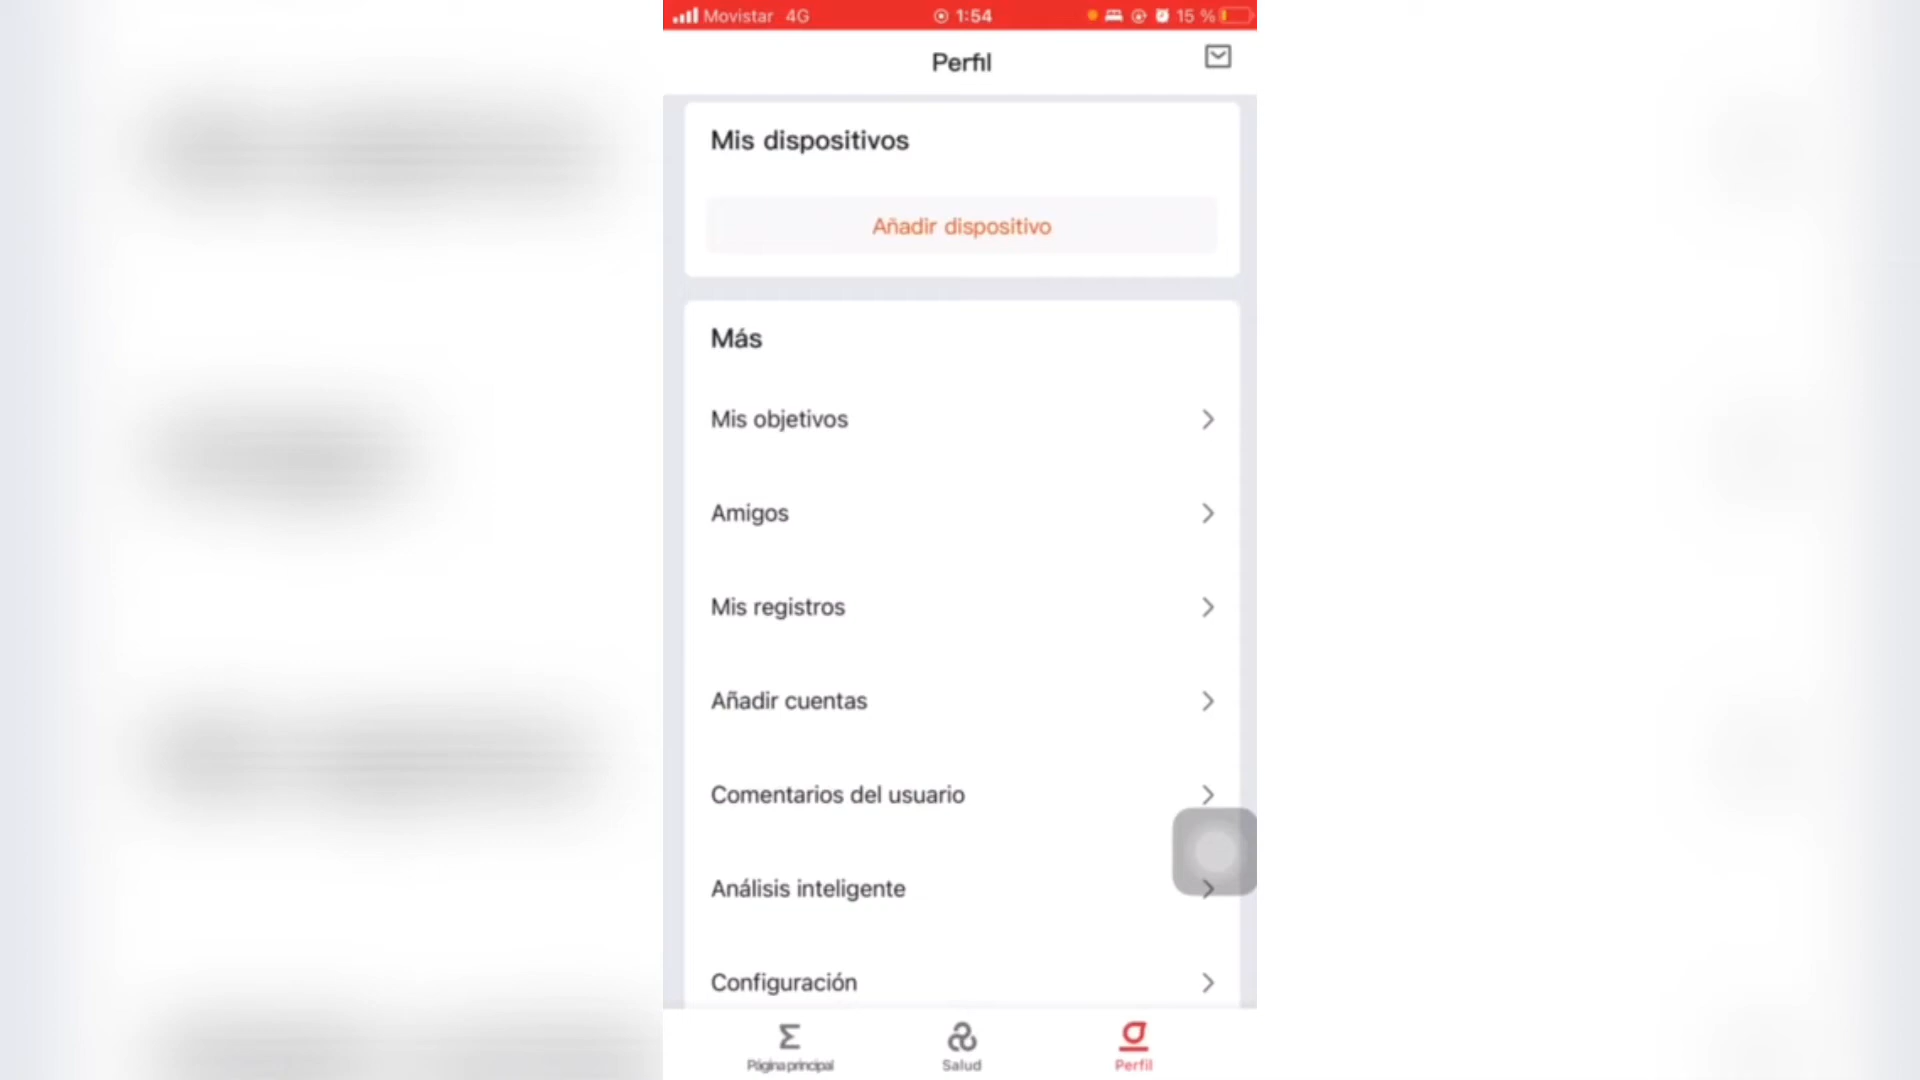 Movistar 4G 1:54 15 %
Perfil
Mis dispositivos
Añadir dispositivo
Más
Mis objetivos
Amigos
Mis registros
Añadir cuentas
Comentarios del usuario
Análisis inteligente
Configuración
Página principal Salud Perfil